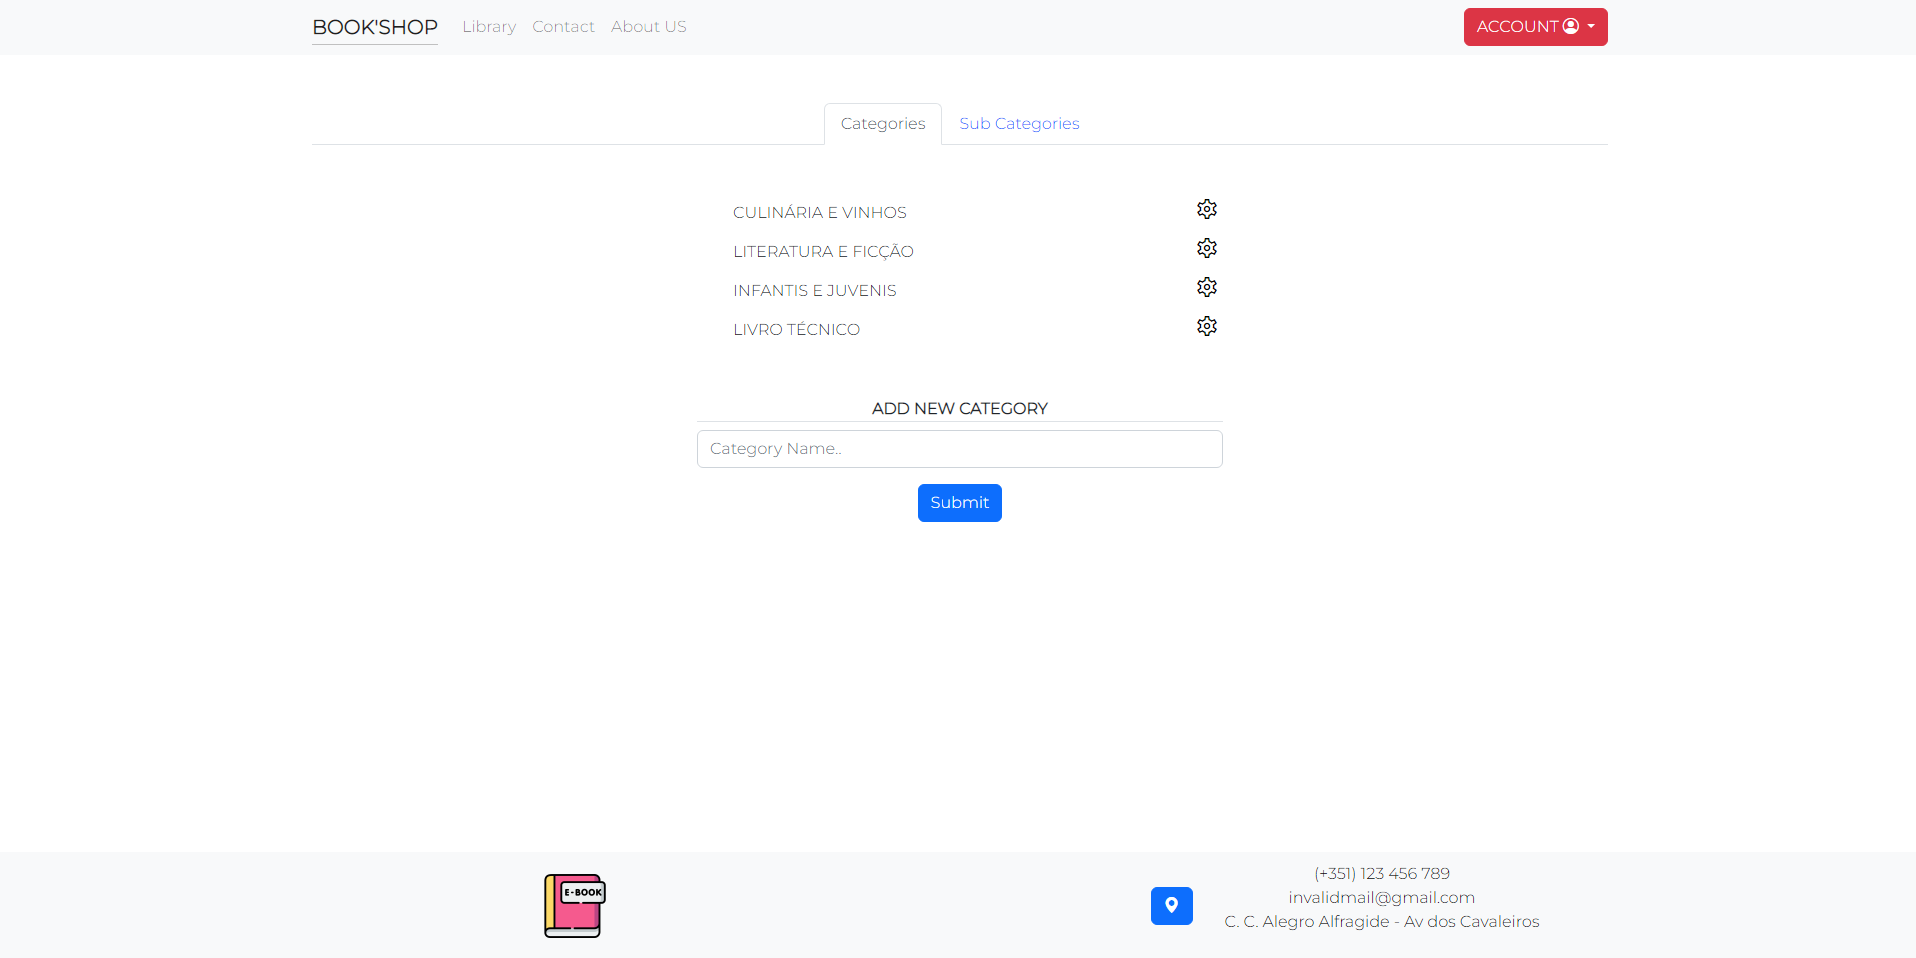 BOOK'SHOP Library Contact About US ACCOUNT
Categories Sub Categories
CULINÁRIA E VINHOS
LITERATURA E FICÇÃO
INFANTIS E JUVENIS
LIVRO TÉCNICO
ADD NEW CATEGORY
Category Name..
Submit
E-BOOK
(+351) 123 456 789
invalidmail@gmail.com
C. C. Alegro Alfragide - Av dos Cavaleiros